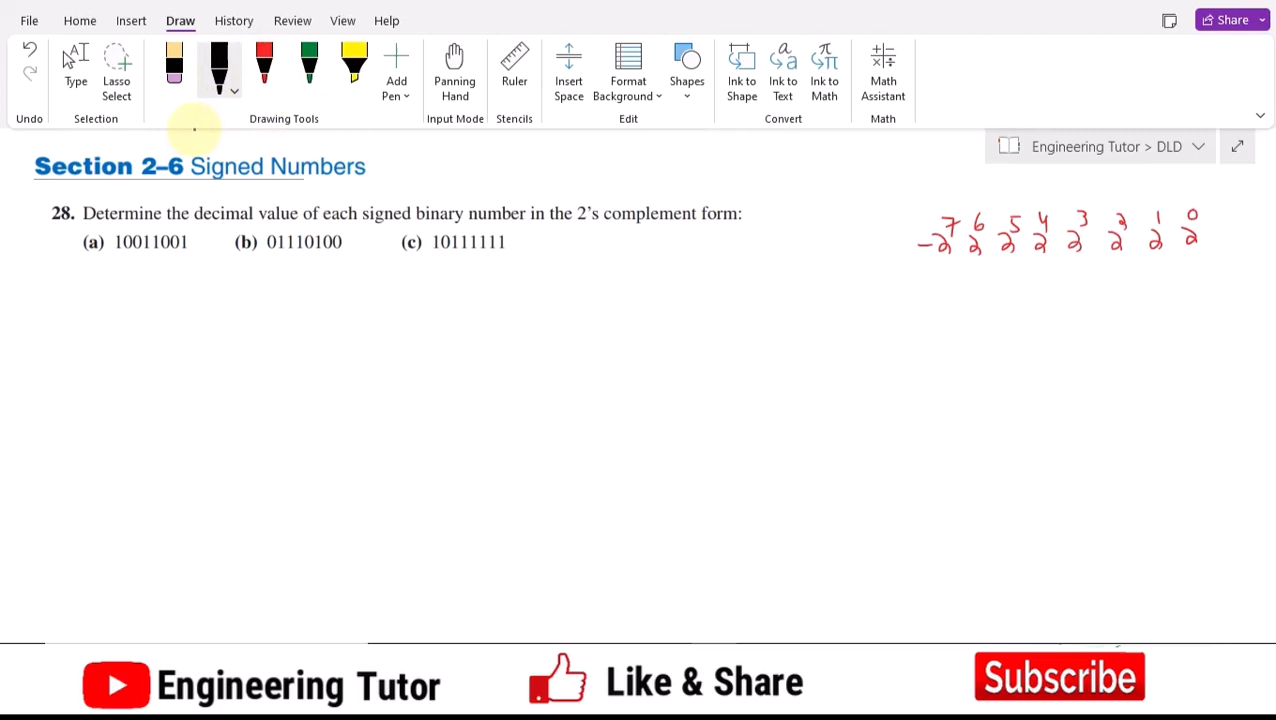 File Home Insert Draw History Review View Help Share
Undo
Type
Lasso Select
Selection
Drawing Tools
Add Pen
Panning Hand
Input Mode
Ruler
Stencils
Insert Space
Format Background
Shapes
Edit
Ink to Shape
Ink to Text
Ink to Math
Convert
Math Assistant
Math
Engineering Tutor > DLD
Section 2–6 Signed Numbers
28. Determine the decimal value of each signed binary number in the 2's complement form:
(a) 10011001 (b) 01110100 (c) 10111111
7 6 5 4 3 2 1 0
-2 2 2 2 2 2 2 2
Engineering Tutor
Like & Share
Subscribe